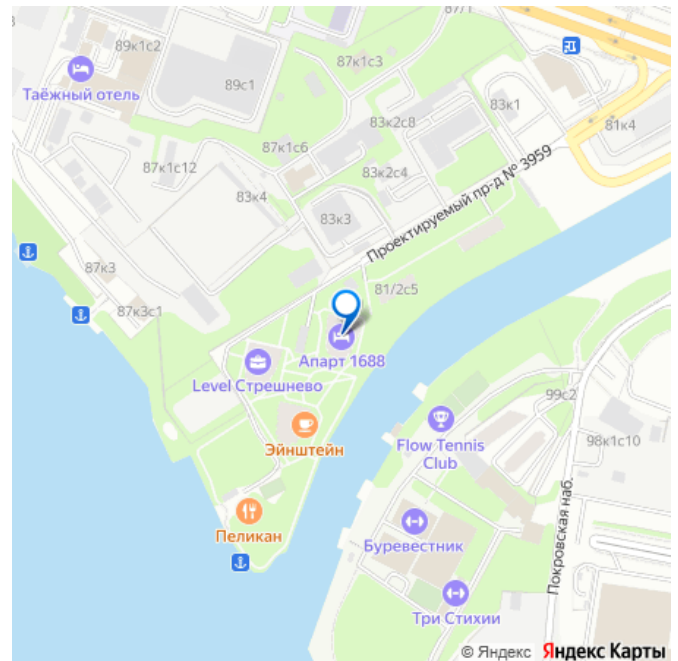 87/1
89к1с2
87к1с3
Таёжный отель
89с1
83к2с8
83к1
81к4
87к1с6
87к1с12
83к2с4
83к4
83к3
Проектируемый пр-д № 3959
87к3
87к3с1
81/2с5
Апарт 1688
Level Стрешнево
99с2
Эйнштейн
Flow Tennis
Club
98к1с10
Пеликан
Буревестник
Покровская наб.
Три Стихии
© Яндекс Яндекс Карты